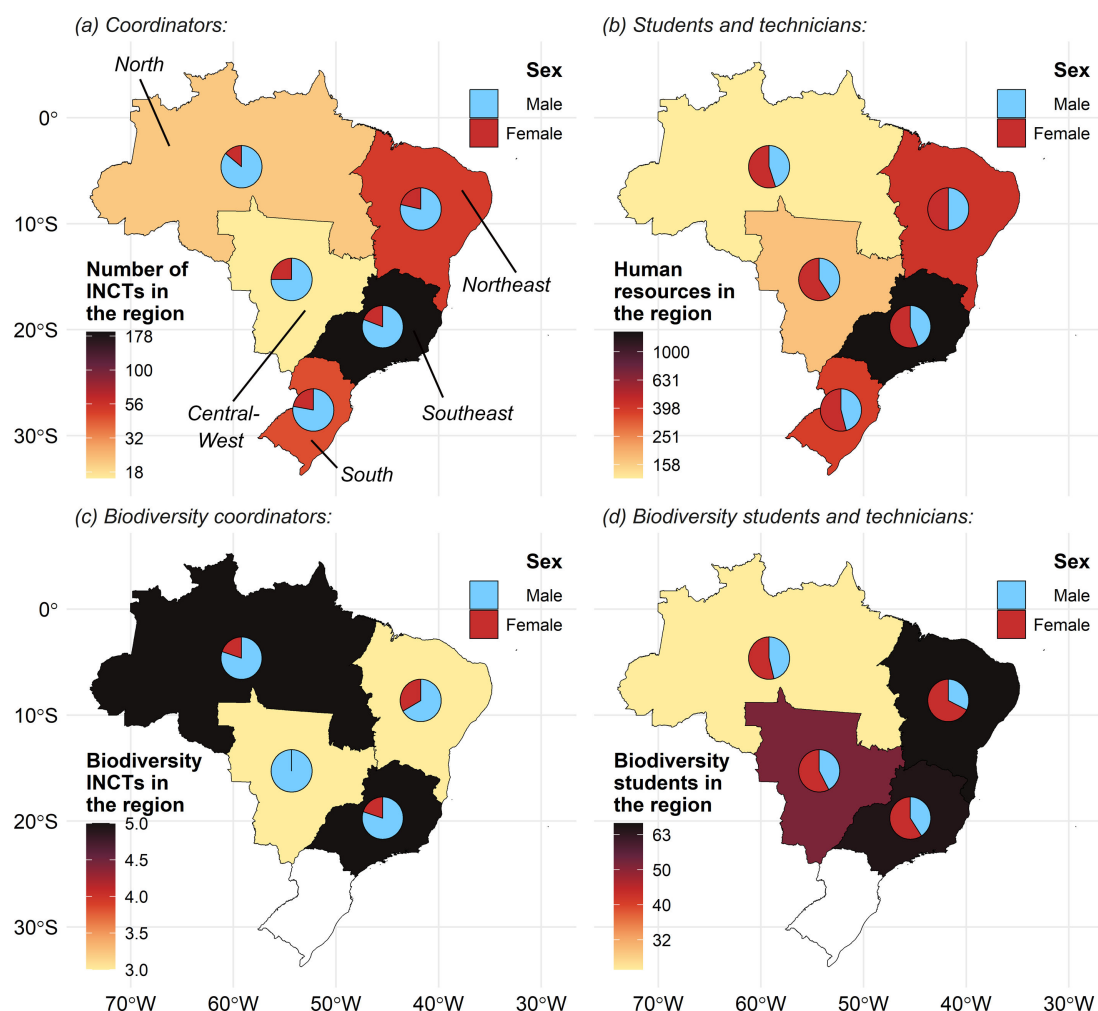 (a) Coordinators:
North
Sex
Male
Female
0°
10°S
20°S
30°S
Northeast
Number of
INCTs in
the region
178
100
56
32
18
Central-
West
Southeast
South
(b) Students and technicians:
Sex
Male
Female
Human
resources in
the region
1000
631
398
251
158
(c) Biodiversity coordinators:
Sex
Male
Female
0°
10°S
20°S
30°S
Biodiversity
INCTs in
the region
5.0
4.5
4.0
3.5
3.0
70°W
60°W
50°W
40°W
30°W
(d) Biodiversity students and technicians:
Sex
Male
Female
Biodiversity
students in
the region
63
50
40
32
70°W
60°W
50°W
40°W
30°W